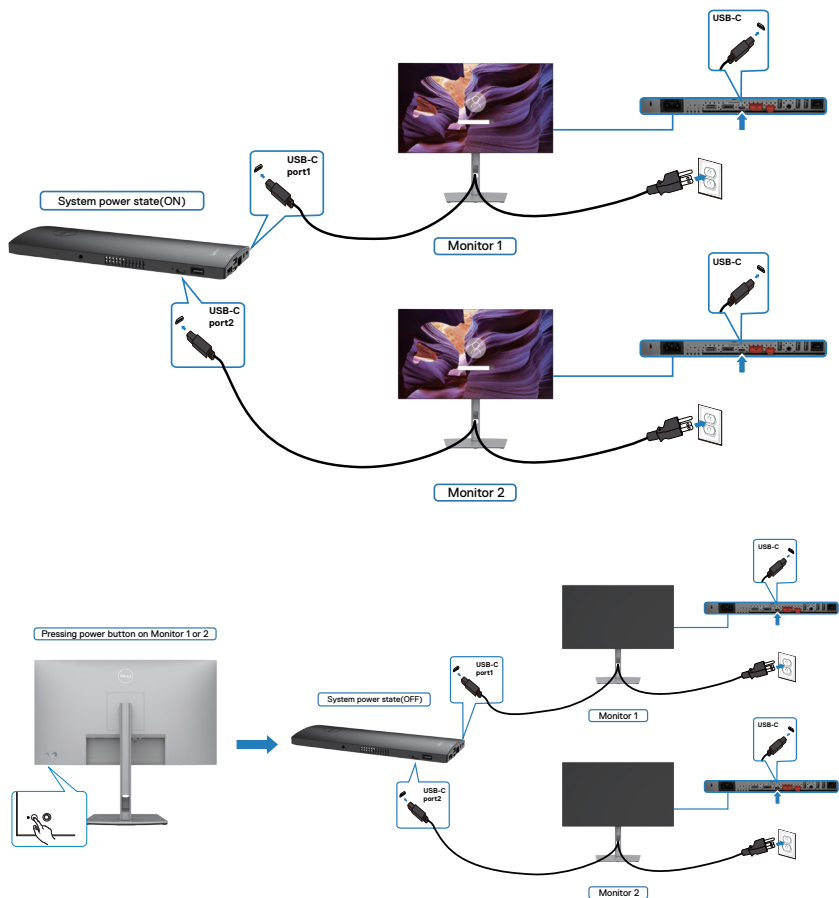 USB-C
USB-C
port1
System power state(ON)
Monitor 1
USB-C
USB-C
port2
Monitor 2
USB-C
Pressing power button on Monitor 1 or 2
DELL
USB-C
port1
System power state(OFF)
Monitor 1
USB-C
USB-C
port2
Monitor 2